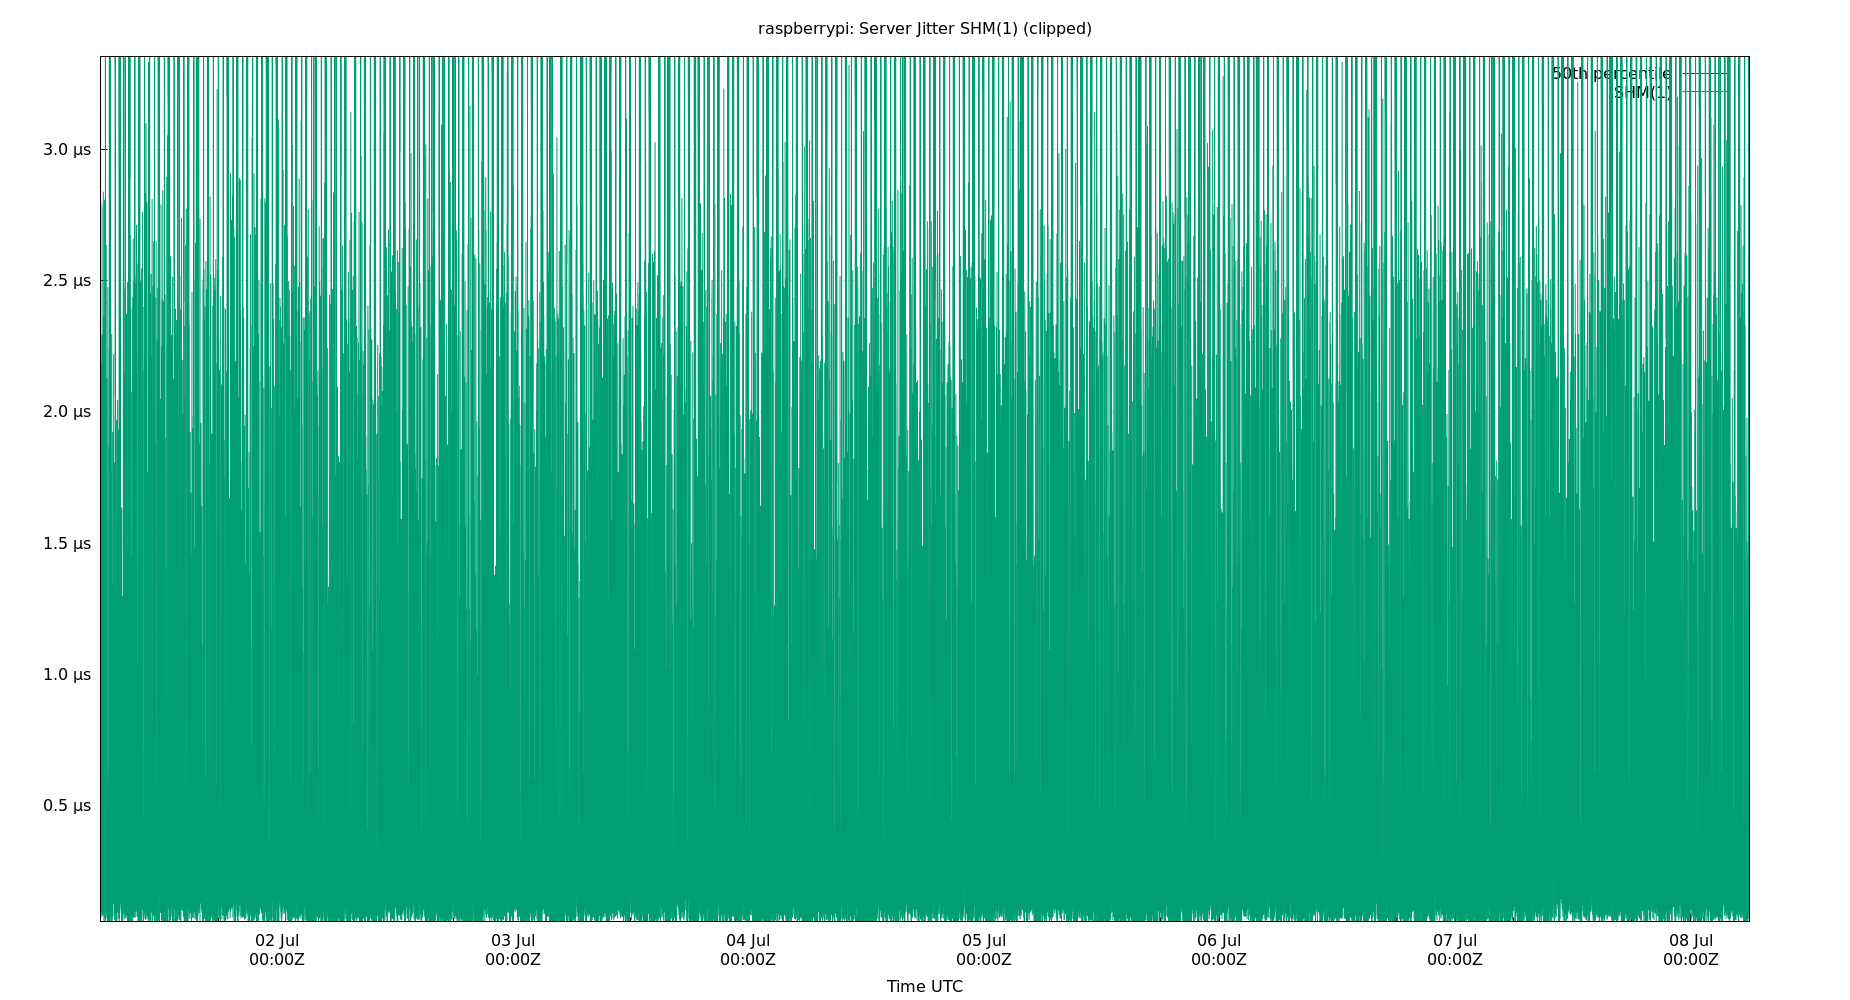 raspberrypi: Server Jitter SHM(1) (clipped)
50th percentile
SHM(1)
3.0 µs
2.5 µs
2.0 µs
1.5 µs
1.0 µs
0.5 µs
02 Jul 03 Jul 04 Jul 05 Jul 06 Jul 07 Jul 08 Jul
00:00Z 00:00Z 00:00Z 00:00Z 00:00Z 00:00Z 00:00Z
Time UTC